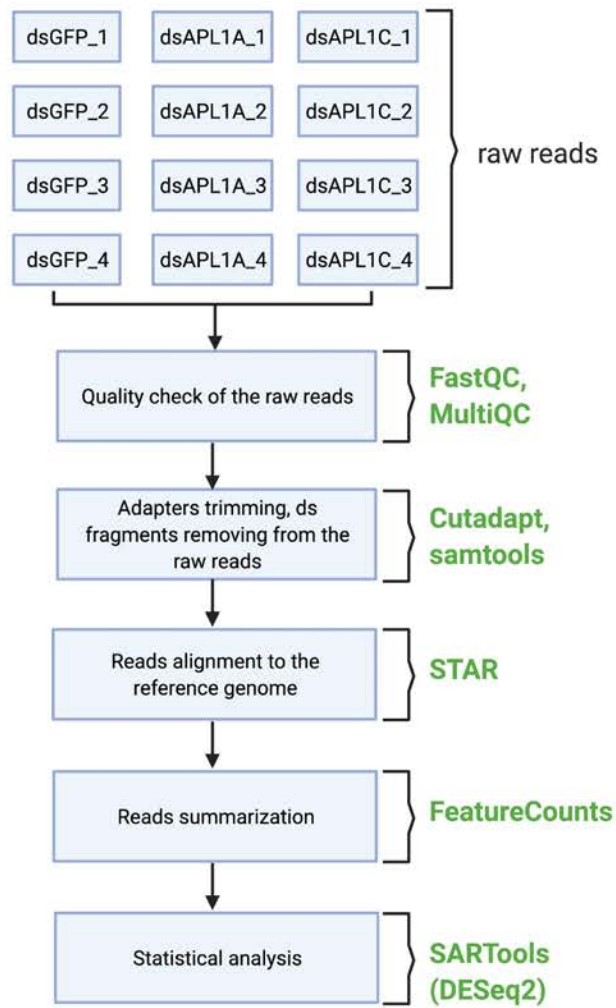 dsGFP_1 dsAPL1A_1 dsAPL1C_1
dsGFP_2 dsAPL1A_2 dsAPL1C_2
raw reads
dsGFP_3 dsAPL1A_3 dsAPL1C_3
dsGFP_4 dsAPL1A_4 dsAPL1C_4
Quality check of the raw reads
FastQC,
MultiQC
Adapters trimming, ds
fragments removing from the
raw reads
Cutadapt,
samtools
Reads alignment to the
reference genome
STAR
Reads summarization
FeatureCounts
Statistical analysis
SARTools
(DESeq2)